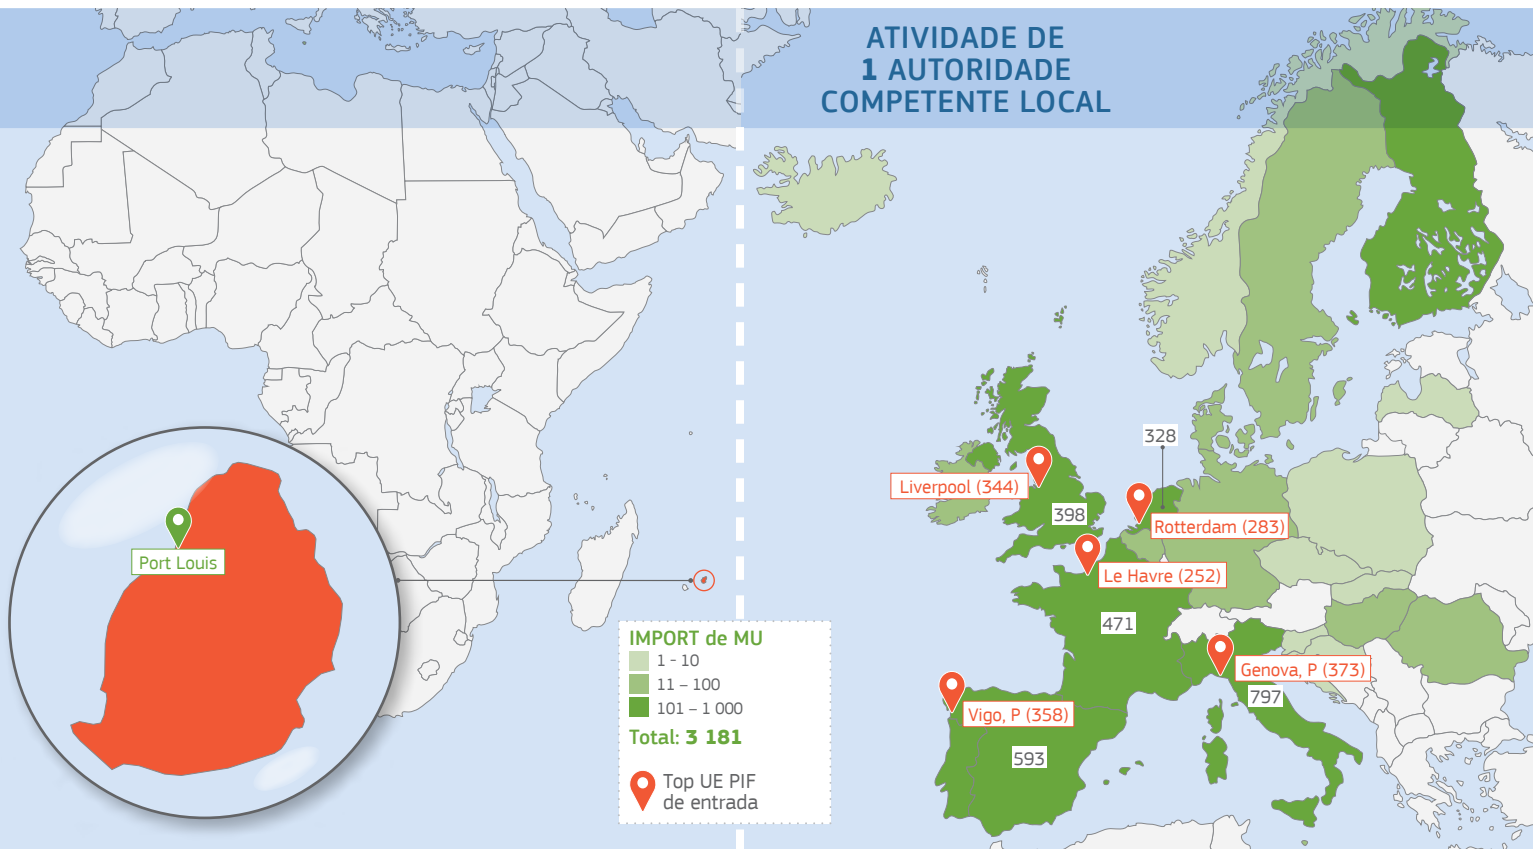 ATIVIDADE DE
1 AUTORIDADE
COMPETENTE LOCAL
328
Liverpool (344)
398
Rotterdam (283)
Port Louis
Le Havre (252)
471
IMPORT de MU
1 - 10
11 – 100
101 – 1 000
Total: 3 181
Top UE PIF
de entrada
Genova, P (373)
797
Vigo, P (358)
593